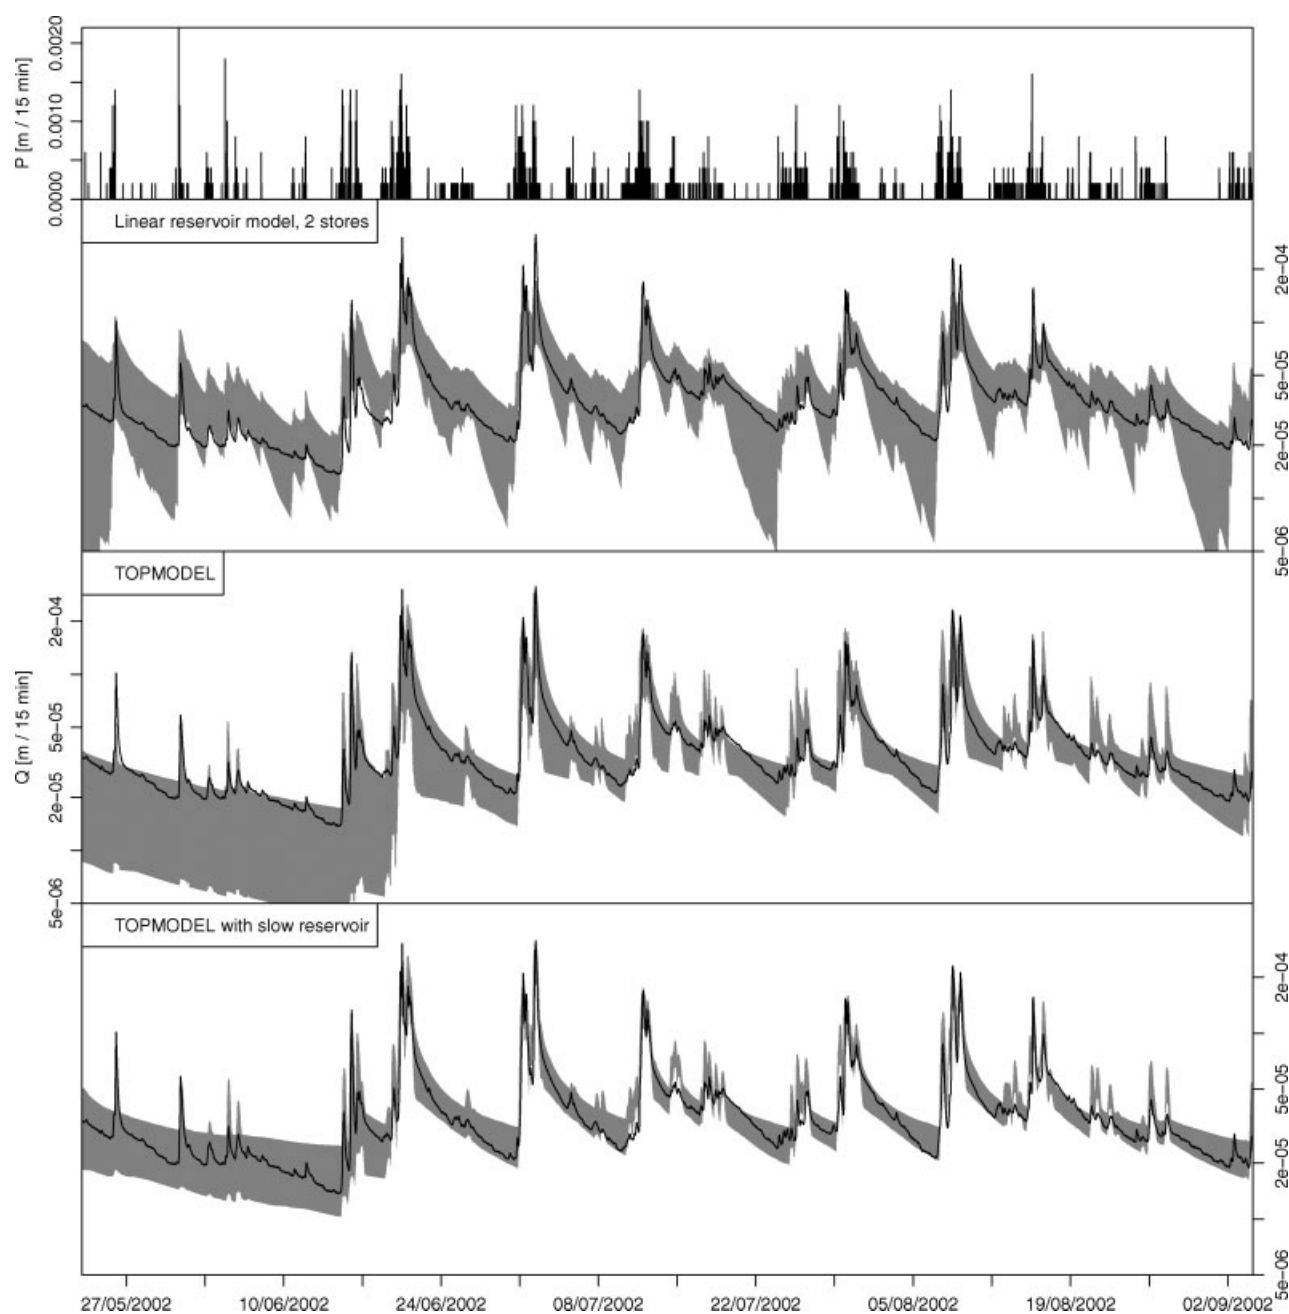 P [m / 15 min]
0.0020
0.0010
0.0000
Linear reservoir model, 2 stores
2e-04
5e-05
2e-05
5e-06
TOPMODEL
Q [m / 15 min]
2e-04
5e-05
2e-05
5e-06
TOPMODEL with slow reservoir
2e-04
5e-05
2e-05
5e-06
27/05/2002 10/06/2002 24/06/2002 08/07/2002 22/07/2002 05/08/2002 19/08/2002 02/09/2002